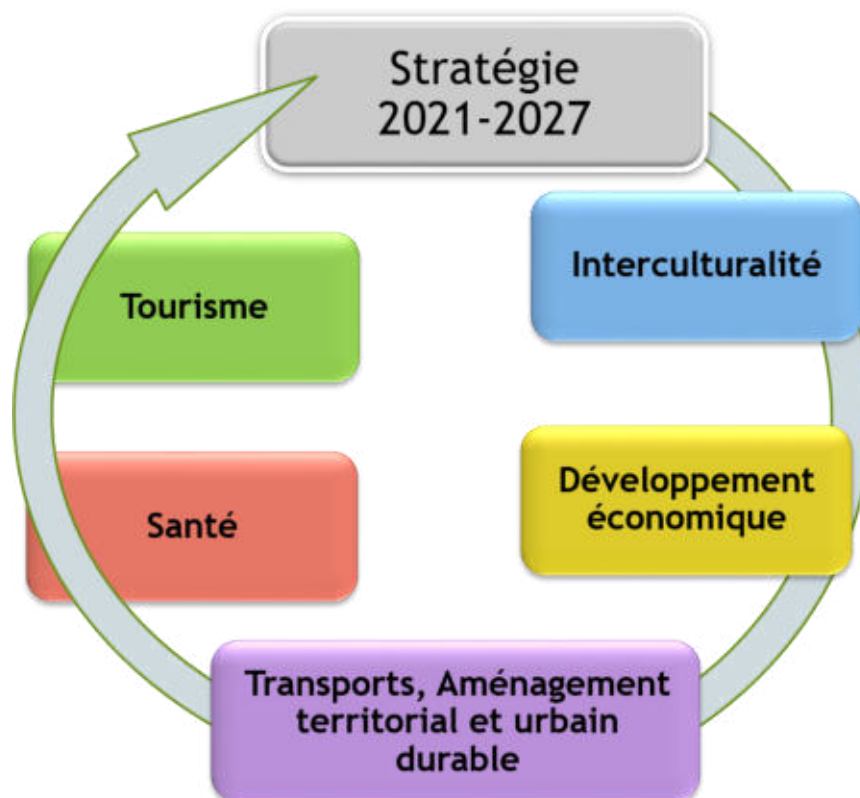 Stratégie
2021-2027
Interculturalité
Tourisme
Développement
économique
Santé
Transports, Aménagement
territorial et urbain
durable